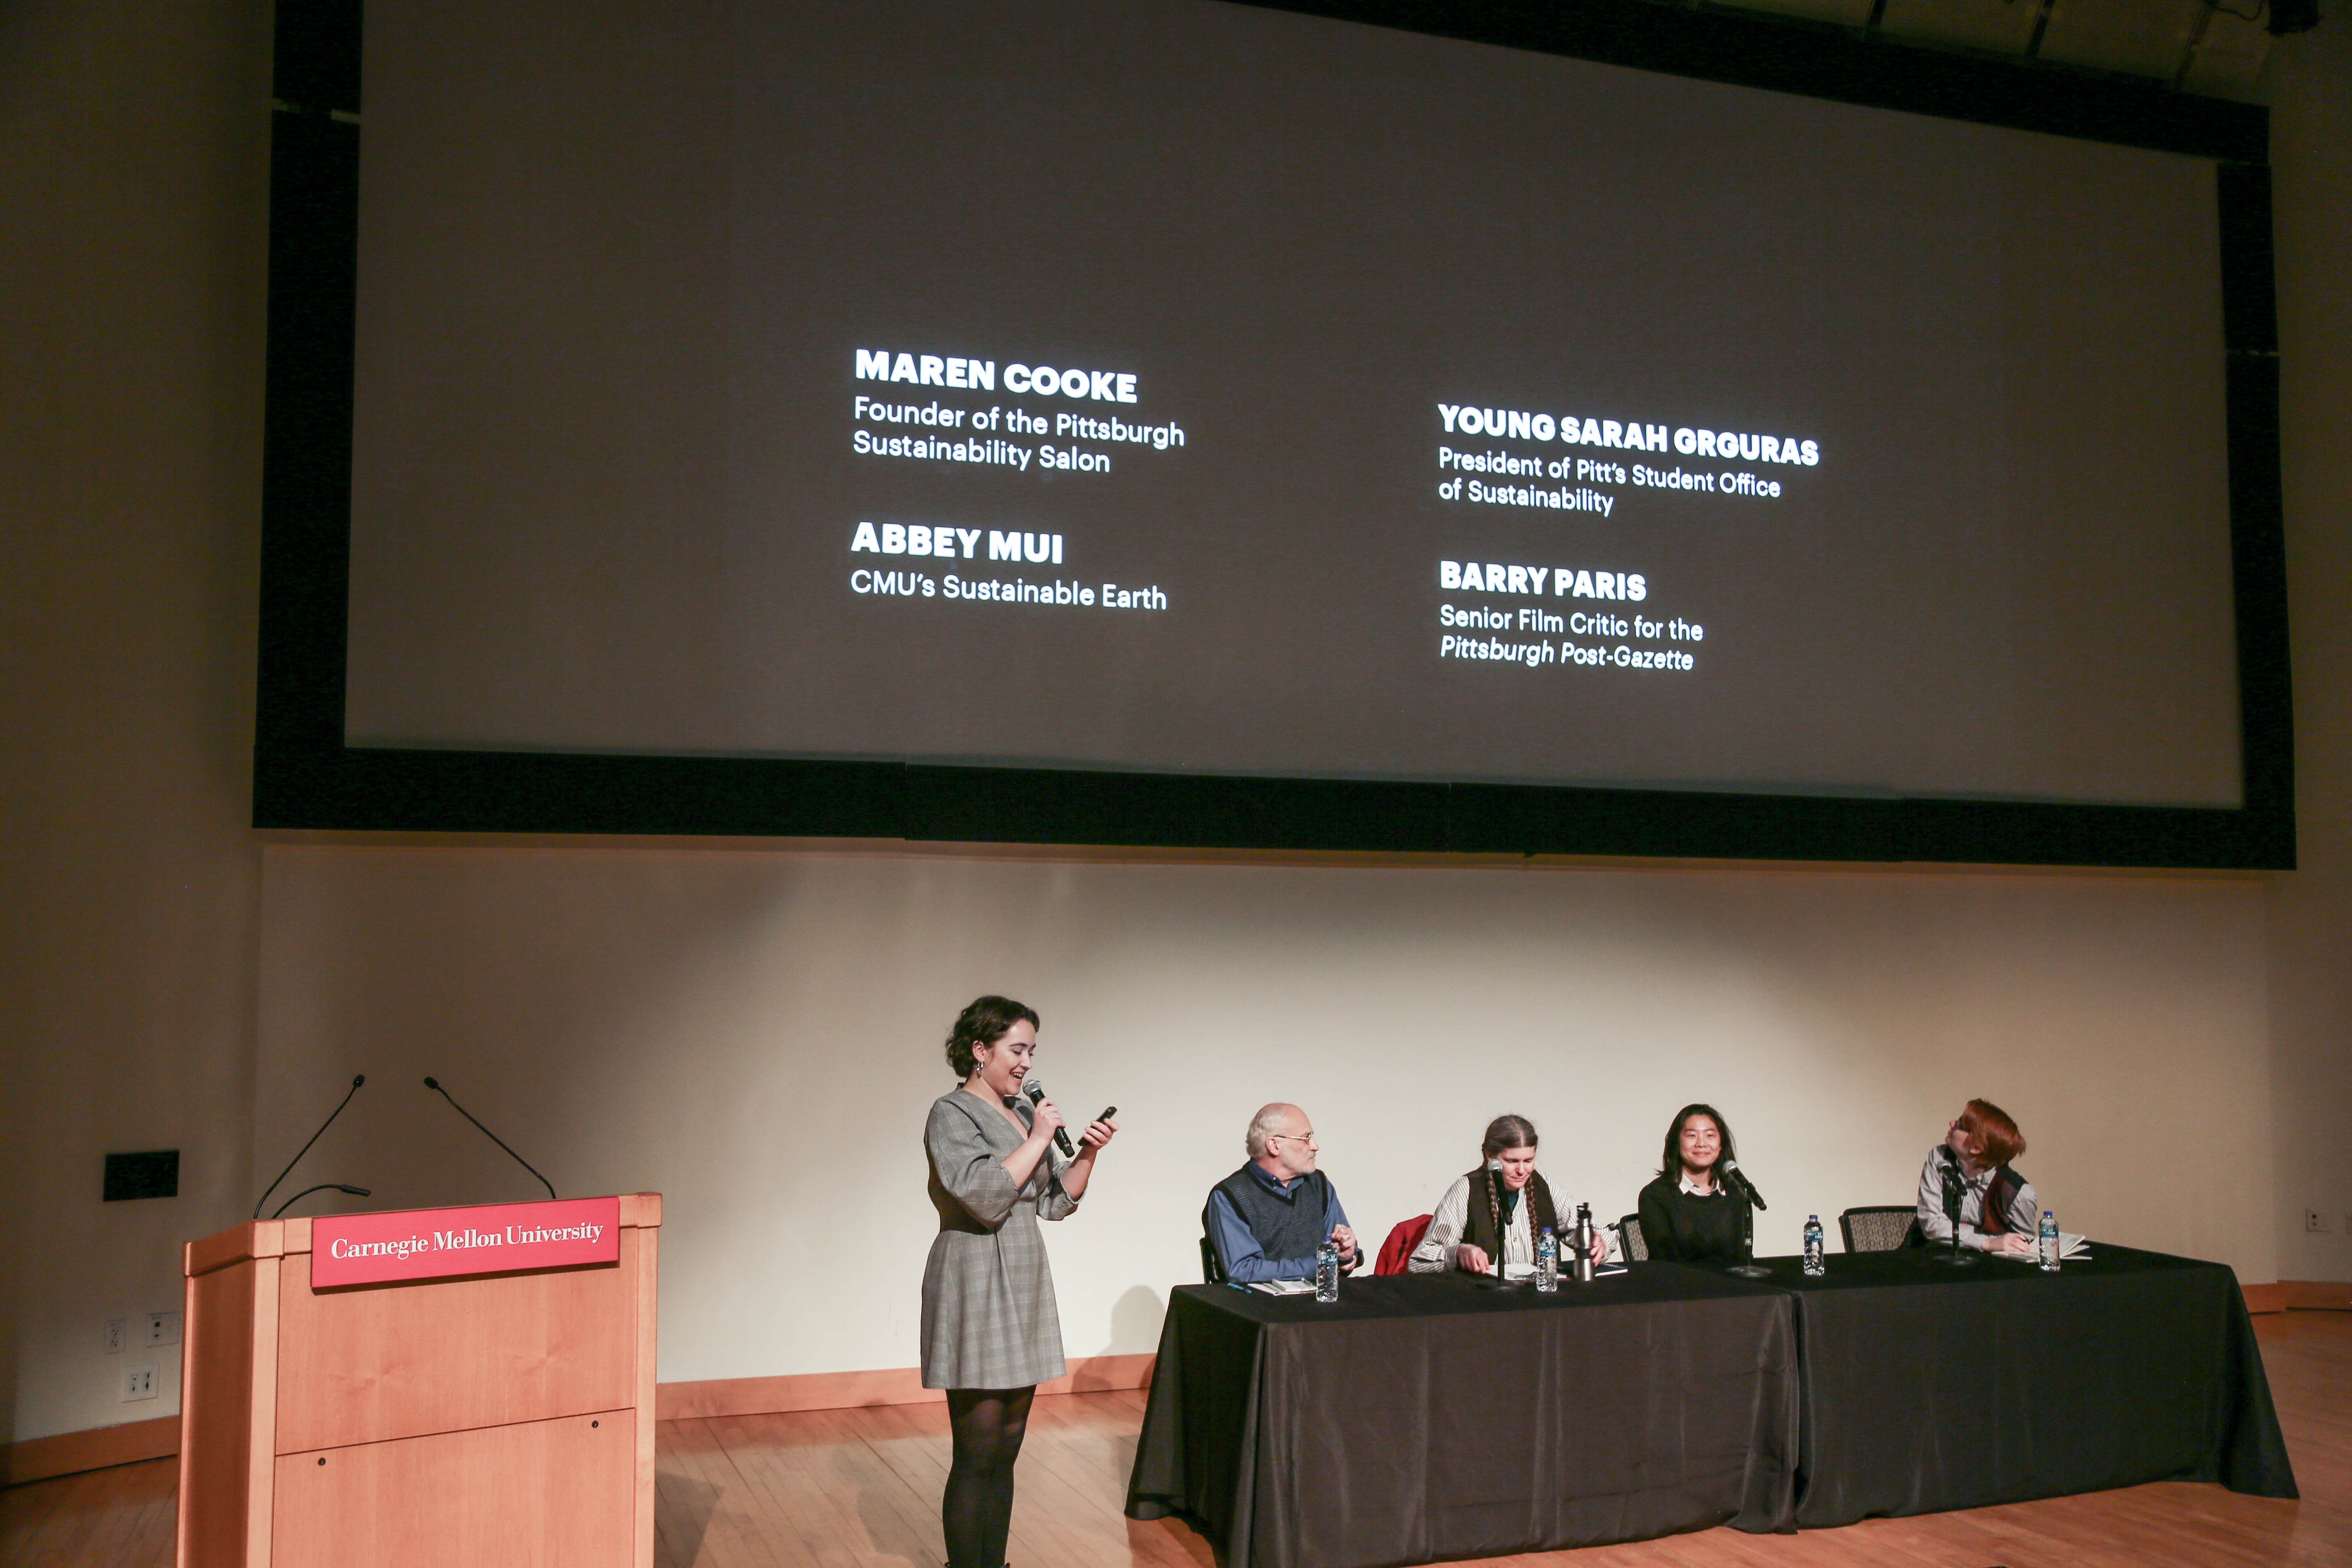 MAREN COOKE
Founder of the Pittsburgh
Sustainability Salon
ABBEY MUI
CMU's Sustainable Earth
YOUNG SARAH GRGURAS
President of Pitt's Student Office
of Sustainability
BARRY PARIS
Senior Film Critic for the
Pittsburgh Post-Gazette
Carnegie Mellon University